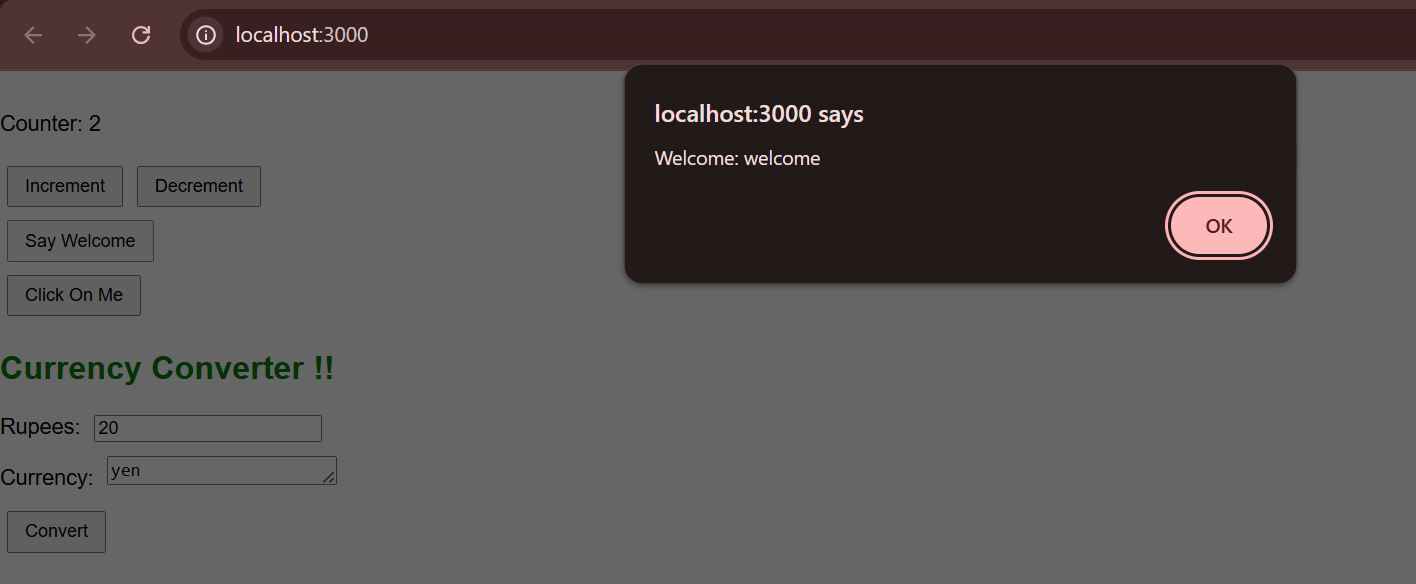 localhost:3000
localhost:3000 says
Welcome: welcome
OK
Counter: 2
Increment Decrement
Say Welcome
Click On Me
Currency Converter !!
Rupees: 20
Currency: yen
Convert